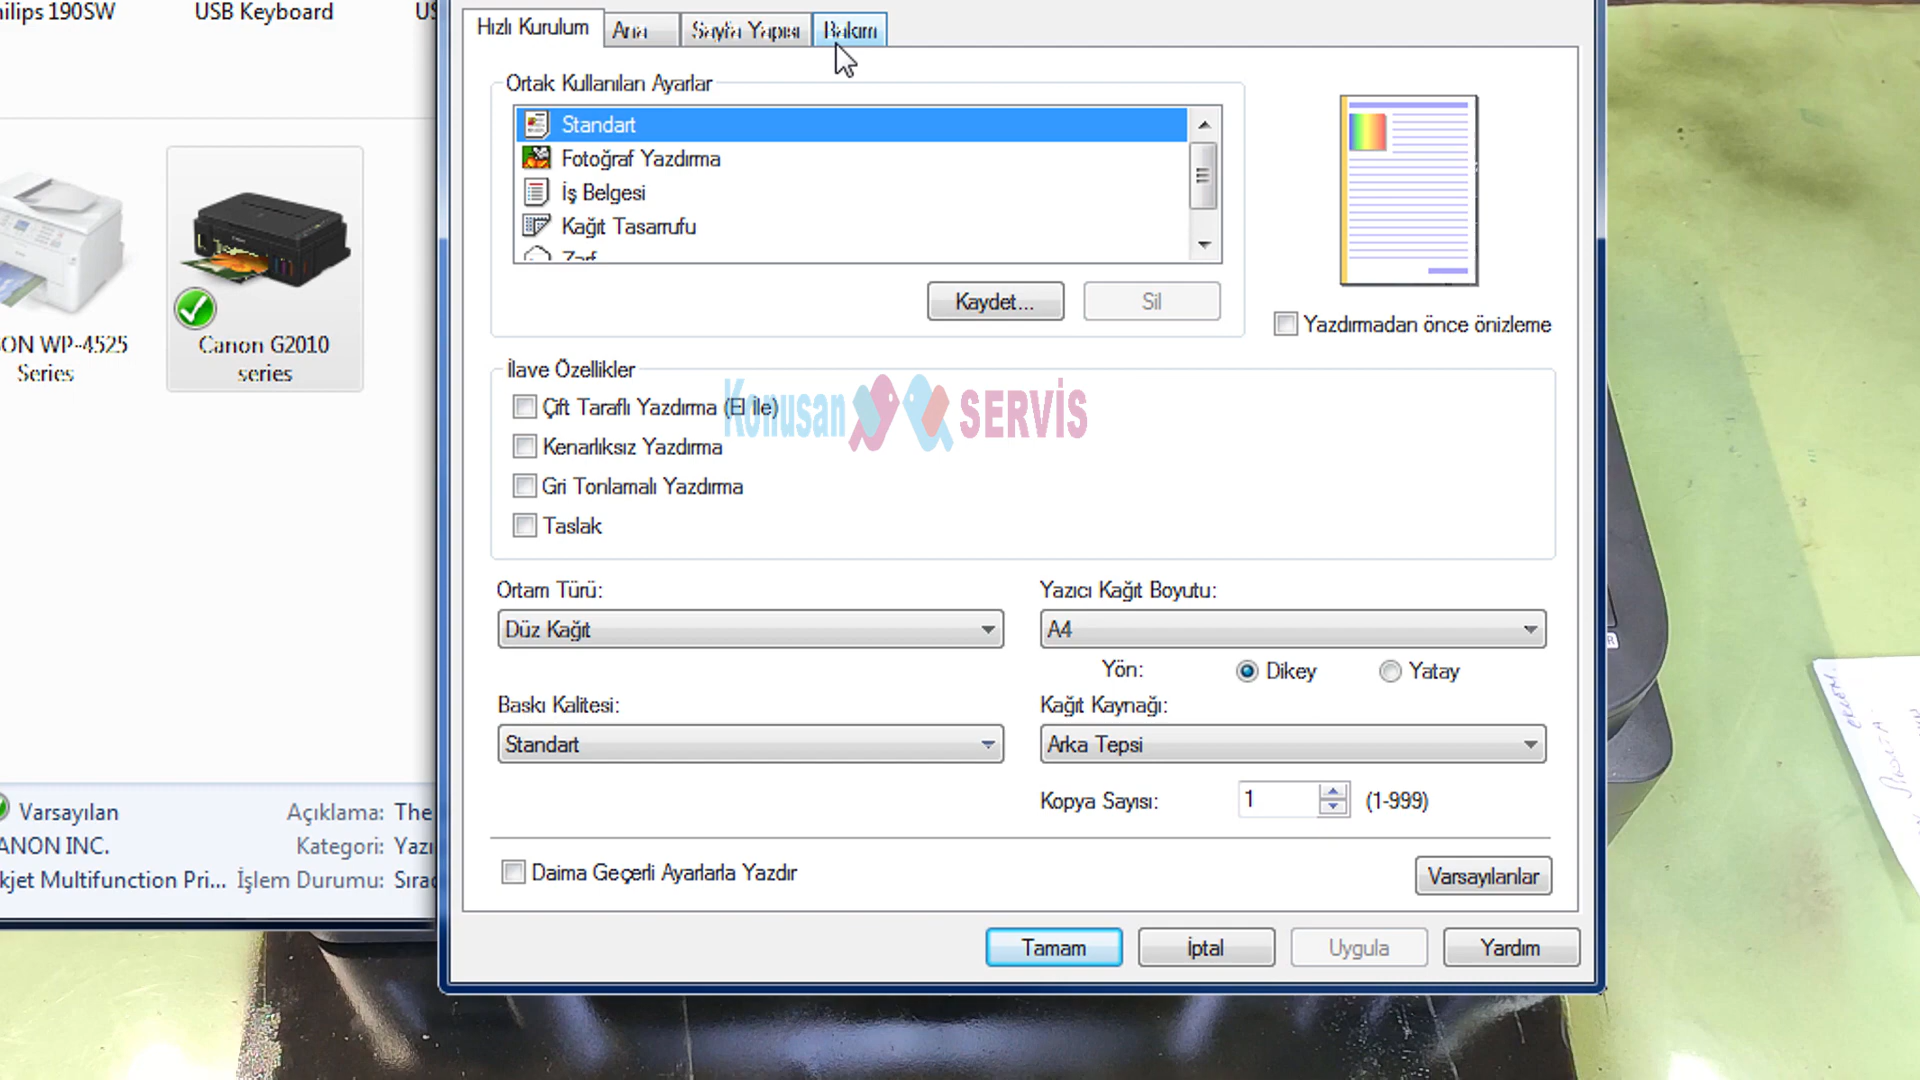 ilips 190SW
USB Keyboard
US
ON WP-4525
Series
Canon G2010
series
Varsayılan
Açıklama: The
ANON INC.
Kategori: Yazı
kjet Multifunction Pri...
İşlem Durumu: Sırad
Hızlı Kurulum
Ana
Sayfa Yapısı
Bakım
Ortak Kullanılan Ayarlar
Standart
Fotoğraf Yazdırma
İş Belgesi
Kağıt Tasarrufu
Zarf
Kaydet...
Sil
Yazdırmadan önce önizleme
İlave Özellikler
Çift Taraflı Yazdırma (El ile)
Konusan SERVİS
Kenarlıksız Yazdırma
Gri Tonlamalı Yazdırma
Taslak
Ortam Türü:
Yazıcı Kağıt Boyutu:
Düz Kağıt
A4
Yön:
Dikey
Yatay
Baskı Kalitesi:
Kağıt Kaynağı:
Standart
Arka Tepsi
Kopya Sayısı:
1
(1-999)
Daima Geçerli Ayarlarla Yazdır
Varsayılanlar
Tamam
İptal
Uygula
Yardım